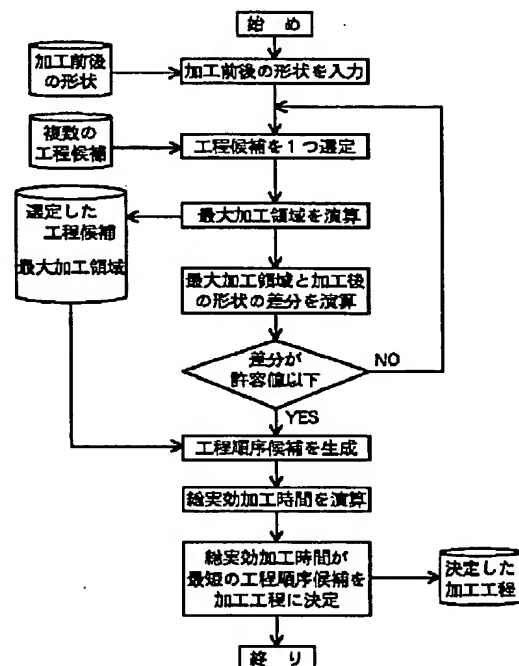 始 め
加工前後
の形状
加工前後の形状を入力
複数の
工程候補
工程候補を1つ選定
選定した
工程候補
最大加工領域
最大加工領域を演算
最大加工領域と加工後
の形状の差分を演算
差分が
許容値以下
NO
YES
工程順序候補を生成
総実効加工時間を演算
総実効加工時間が
最短の工程順序候補を
加工工程に決定
決定した
加工工程
終 り